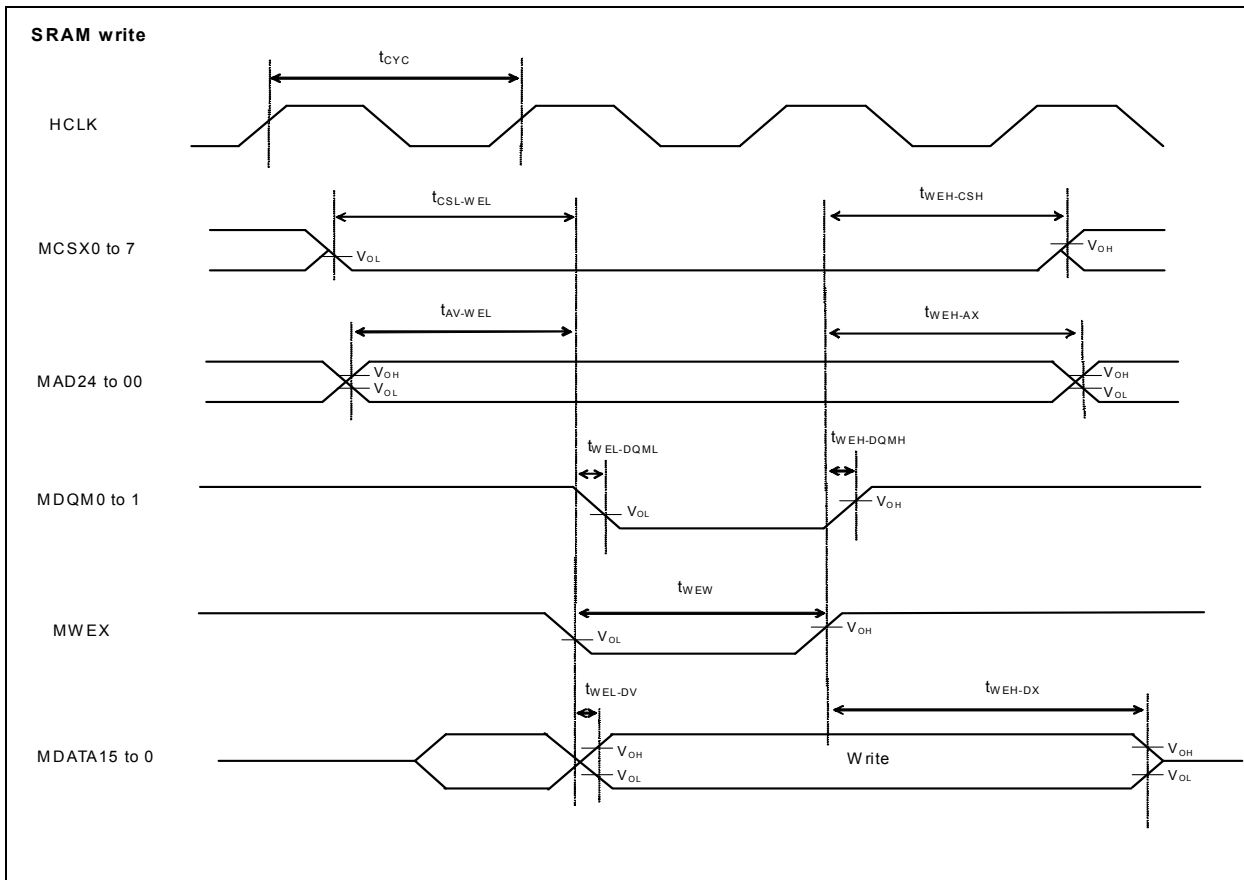 SRAM write
tCYC
HCLK
tCSL-WEL
tWEH-CSH
MCSX0 to 7
VOL
VOH
tAV-WEL
tWEH-AX
MAD24 to 00
VOH
VOL
VOH
VOL
tWEL-DQML
tWEH-DQMH
MDQM0 to 1
VOL
VOH
tWEW
MWEX
VOL
VOH
tWEL-DV
tWEH-DX
MDATA15 to 0
VOH
VOL
Write
VOH
VOL